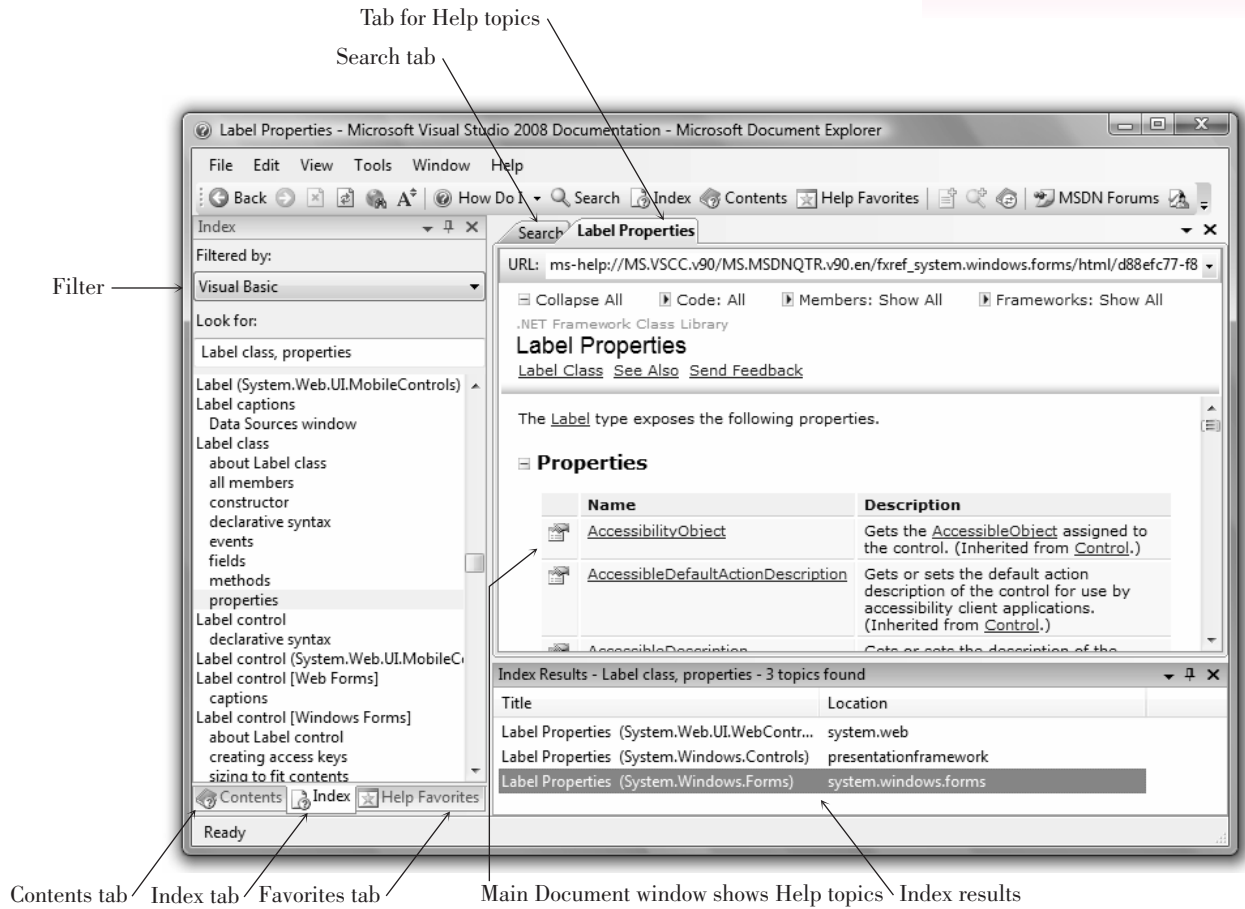 Tab for Help topics
Search tab
Label Properties - Microsoft Visual Studio 2008 Documentation - Microsoft Document Explorer
File Edit View Tools Window Help
Back How Do I Search Index Contents Help Favorites MSDN Forums
Index
Filtered by:
Filter
Visual Basic
Look for:
Label class, properties
Label (System.Web.UI.MobileControls)
Label captions
Data Sources window
Label class
about Label class
all members
constructor
declarative syntax
events
fields
methods
properties
Label control
declarative syntax
Label control (System.Web.UI.MobileCo
Label control [Web Forms]
captions
Label control [Windows Forms]
about Label control
creating access keys
sizing to fit contents
Contents Index Help Favorites
Ready
Search Label Properties
URL: ms-help://MS.VSCC.v90/MS.MSDNQTR.v90.en/fxref_system.windows.forms/html/d88efc77-f8
Collapse All Code: All Members: Show All Frameworks: Show All
.NET Framework Class Library
Label Properties
Label Class See Also Send Feedback
The Label type exposes the following properties.
Properties
Name Description
AccessibilityObject Gets the AccessibleObject assigned to
the control. (Inherited from Control.)
AccessibleDefaultActionDescription Gets or sets the default action
description of the control for use by
accessibility client applications.
(Inherited from Control.)
AccessibleDescription Gets or sets the description of the
Index Results - Label class, properties - 3 topics found
Title Location
Label Properties (System.Web.UI.WebContr... system.web
Label Properties (System.Windows.Controls) presentationframework
Label Properties (System.Windows.Forms) system.windows.forms
Contents tab Index tab Favorites tab Main Document window shows Help topics Index results